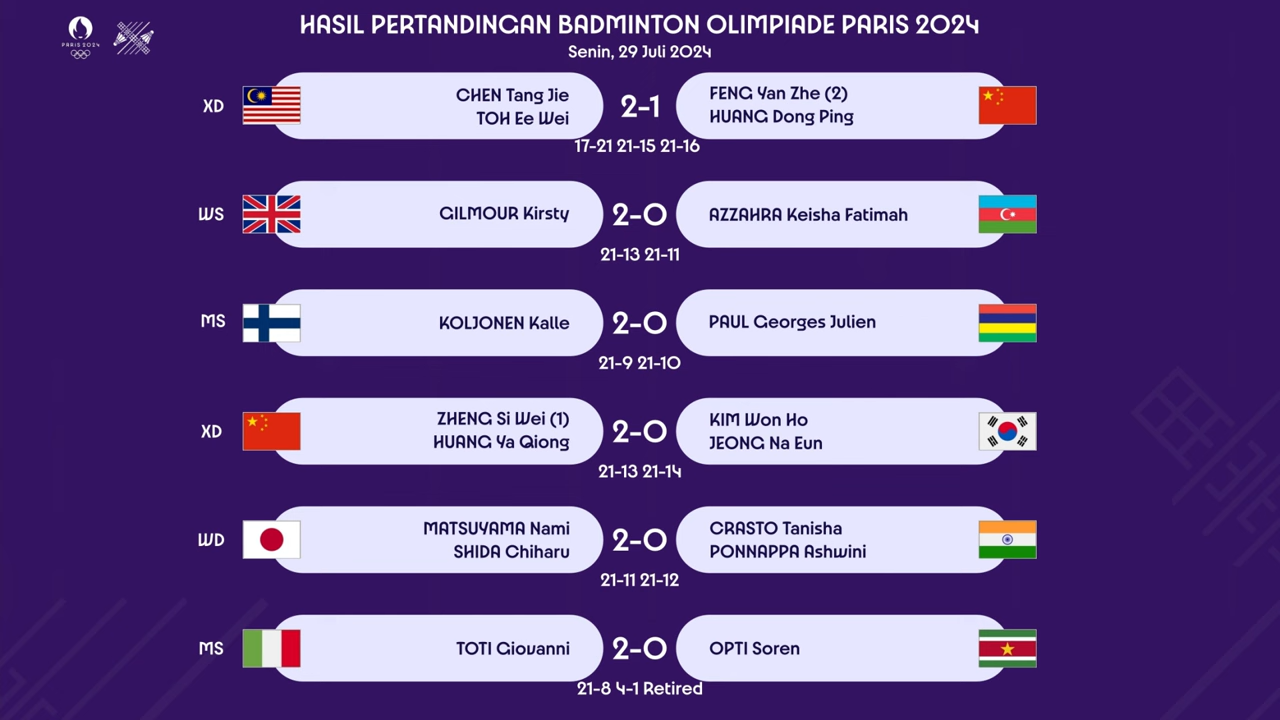 PARIS 2024
HASIL PERTANDINGAN BADMINTON OLIMPIADE PARIS 2024
Senin, 29 Juli 2024
XD
CHEN Tang Jie
TOH Ee Wei
2-1
FENG Yan Zhe (2)
HUANG Dong Ping
17-21 21-15 21-16
WS
GILMOUR Kirsty
2-0
AZZAHRA Keisha Fatimah
21-13 21-11
MS
KOLJONEN Kalle
2-0
PAUL Georges Julien
21-9 21-10
XD
ZHENG Si Wei (1)
HUANG Ya Qiong
2-0
KIM Won Ho
JEONG Na Eun
21-13 21-14
WD
MATSUYAMA Nami
SHIDA Chiharu
2-0
CRASTO Tanisha
PONNAPPA Ashwini
21-11 21-12
MS
TOTI Giovanni
2-0
OPTI Soren
21-8 4-1 Retired